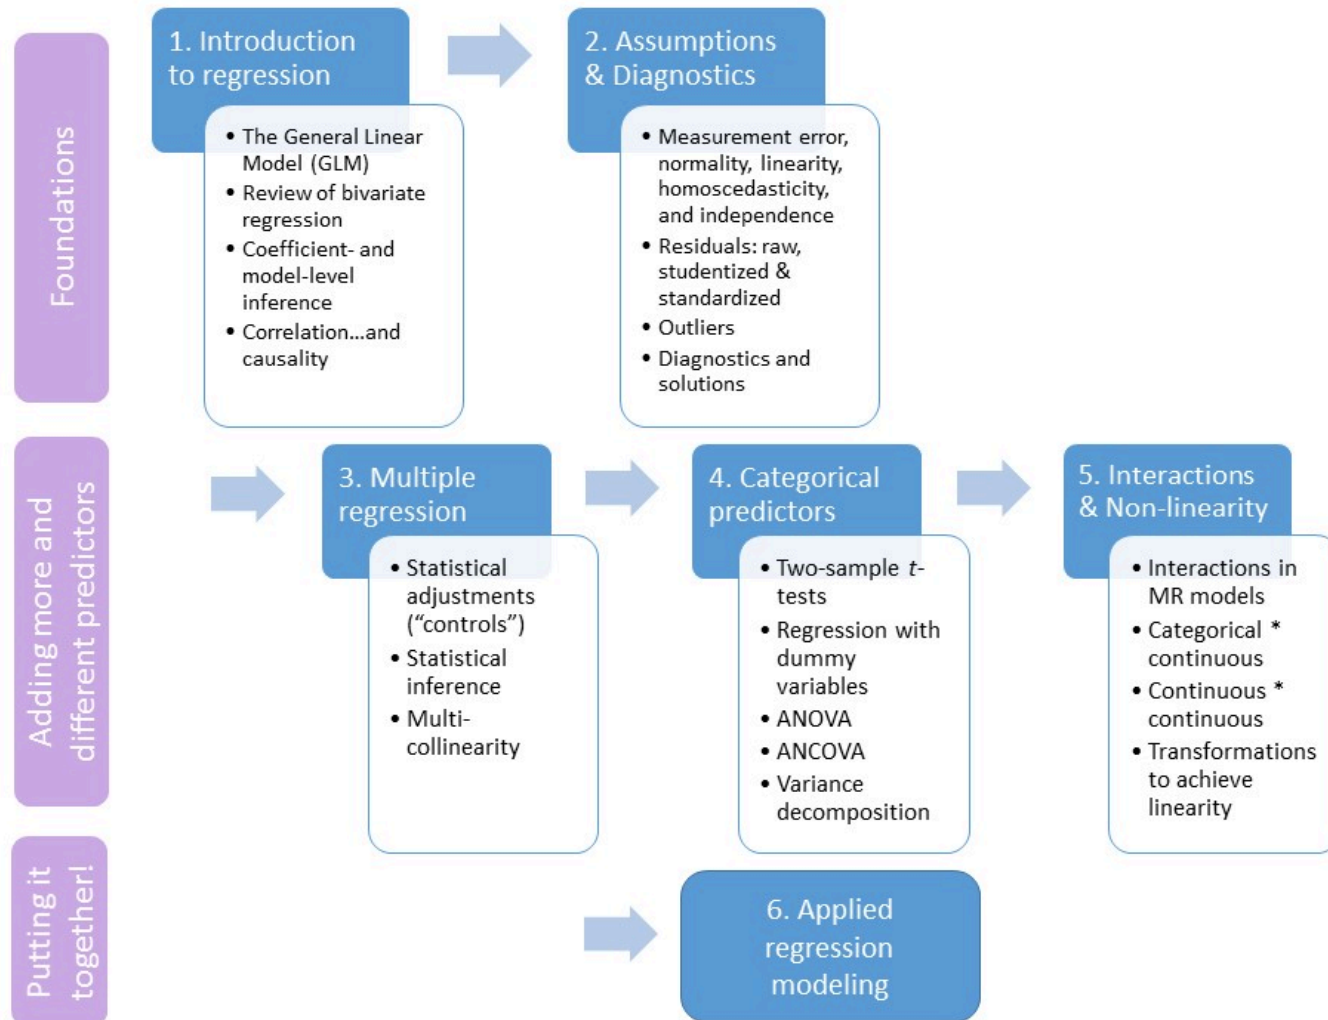 Foundations
1. Introduction
to regression
• The General Linear
Model (GLM)
• Review of bivariate
regression
• Coefficient- and
model-level
inference
• Correlation...and
causality
2. Assumptions
& Diagnostics
• Measurement error,
normality, linearity,
homoscedasticity,
and independence
• Residuals: raw,
studentized &
standardized
• Outliers
• Diagnostics and
solutions
Adding more and
different predictors
3. Multiple
regression
• Statistical
adjustments
(“controls”)
• Statistical
inference
• Multi-
collinearity
4. Categorical
predictors
• Two-sample t-
tests
• Regression with
dummy
variables
• ANOVA
• ANCOVA
• Variance
decomposition
5. Interactions
& Non-linearity
• Interactions in
MR models
• Categorical *
continuous
• Continuous *
continuous
• Transformations
to achieve
linearity
Putting it
together!
6. Applied
regression
modeling